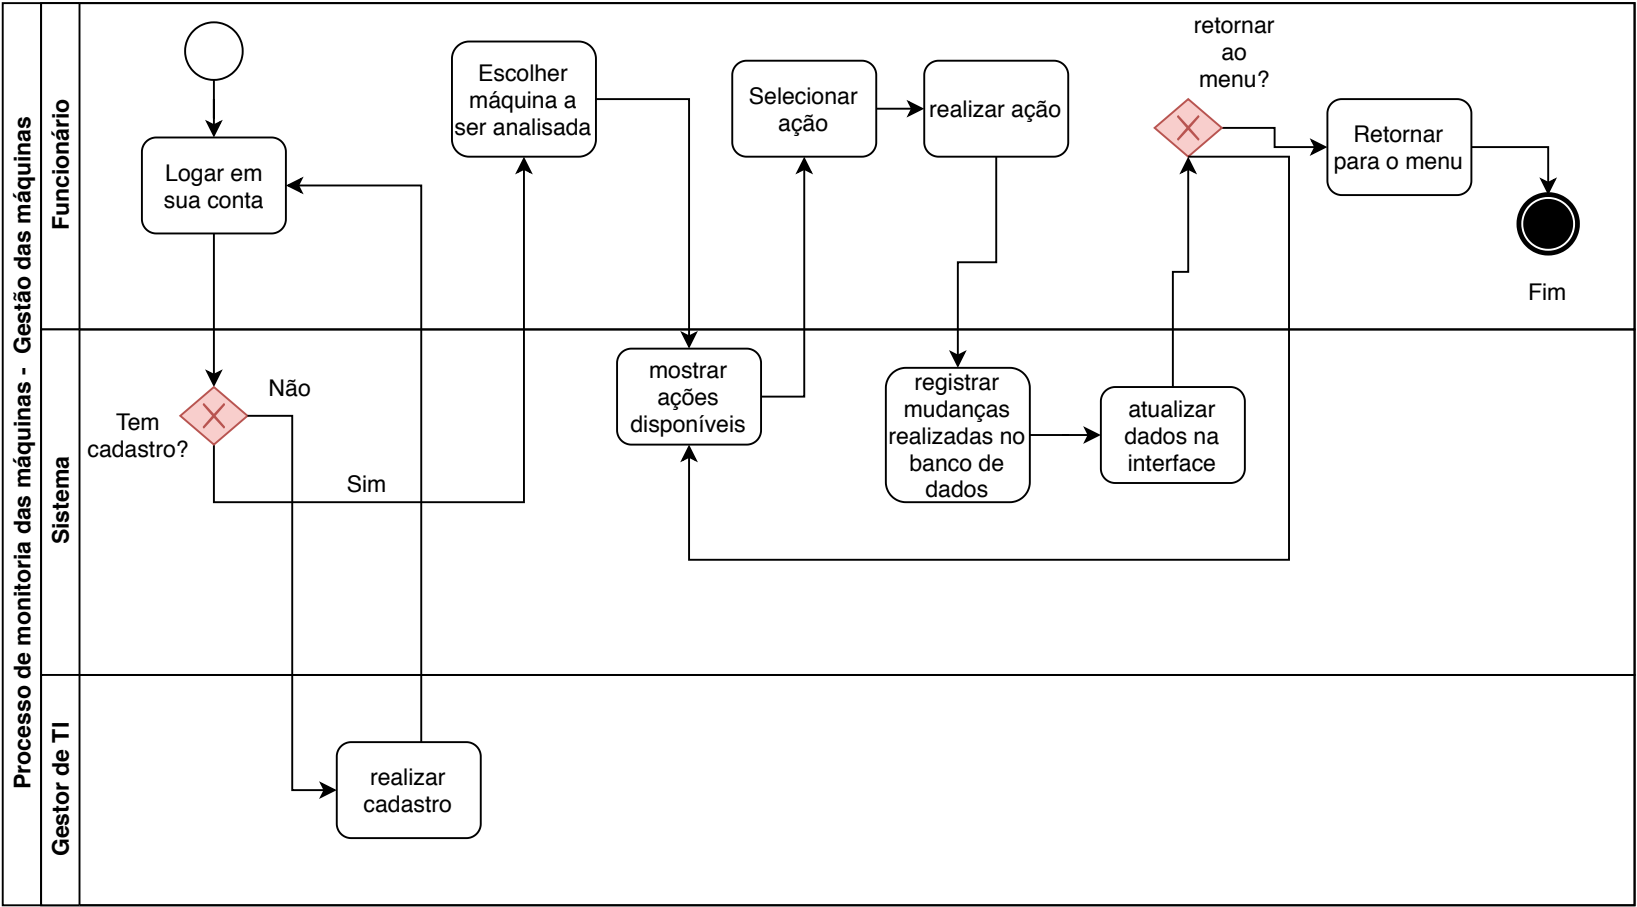 Processo de monitoria das máquinas - Gestão das máquinas
Funcionário
Logar em
sua conta
Escolher
máquina a
ser analisada
Selecionar
ação
realizar ação
retornar
ao
menu?
Retornar
para o menu
Fim
Sistema
Tem
cadastro?
Não
Sim
mostrar
ações
disponíveis
registrar
mudanças
realizadas no
banco de
dados
atualizar
dados na
interface
Gestor de TI
realizar
cadastro